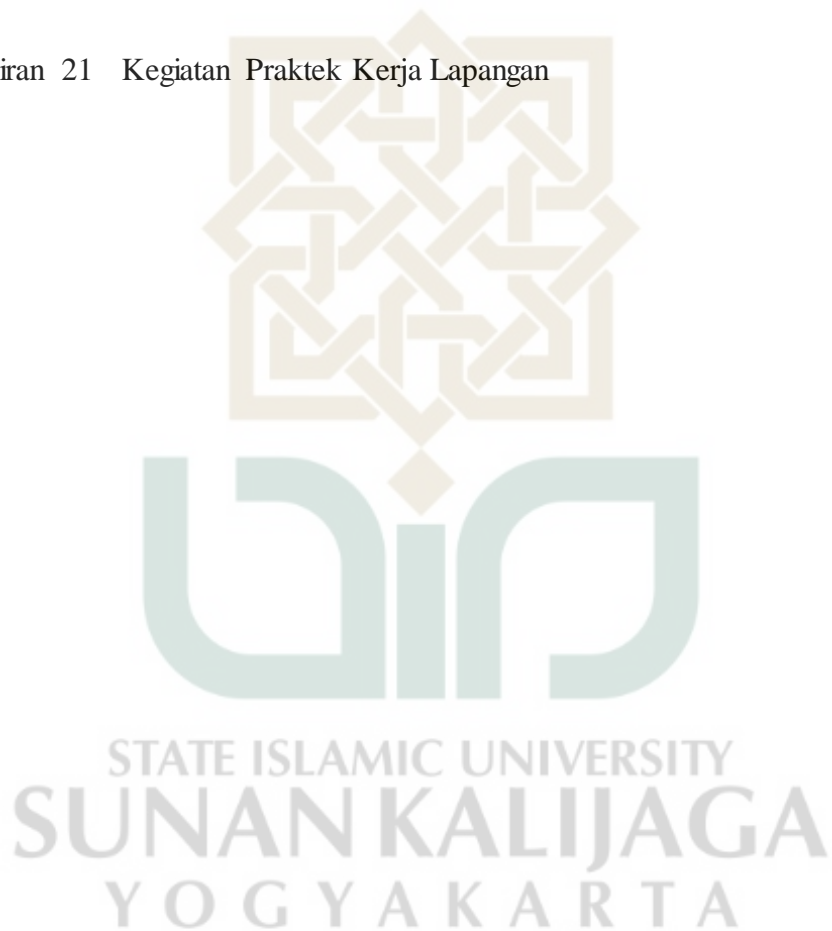 iran 21 Kegiatan Praktek Kerja Lapangan
STATE ISLAMIC UNIVERSITY
SUNAN KALIJAGA
YOGYAKARTA